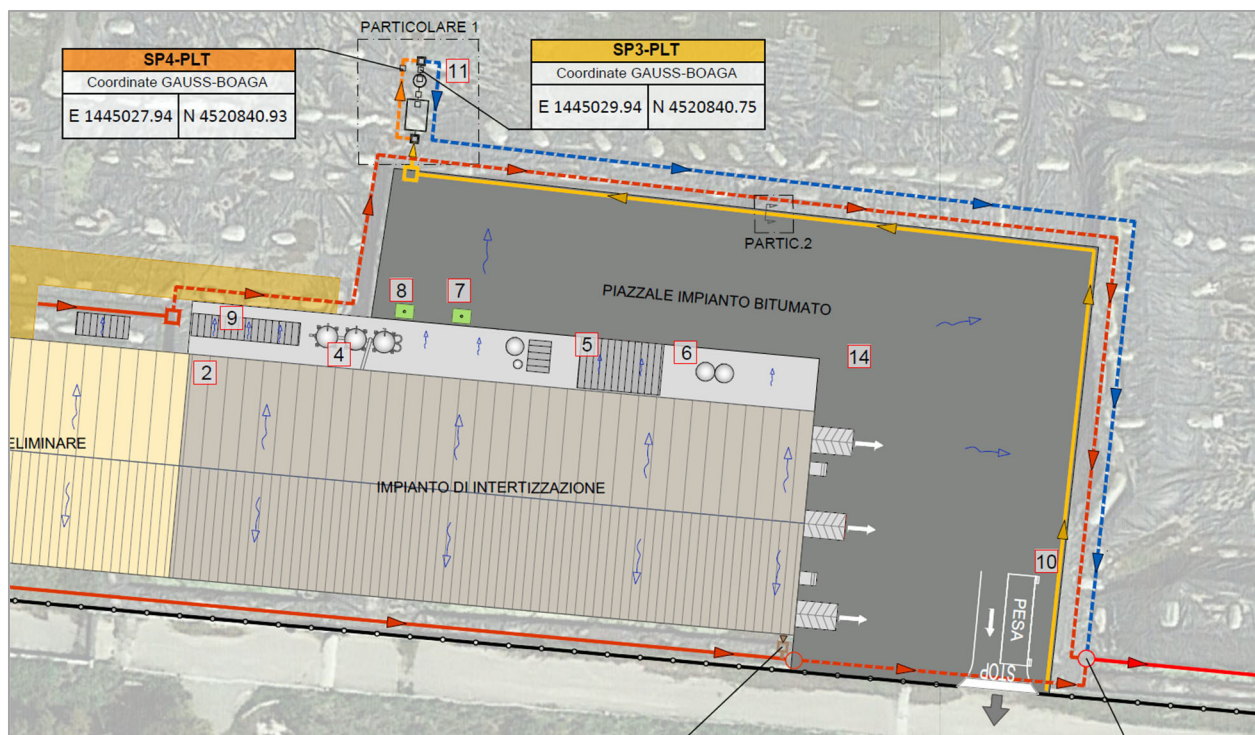 PARTICOLARE 1
SP4-PLT
Coordinate GAUSS-BOAGA
E 1445027.94 N 4520840.93
SP3-PLT
Coordinate GAUSS-BOAGA
E 1445029.94 N 4520840.75
11
PARTIC.2
8
7
PIAZZALE IMPIANTO BITUMATO
9
4
5
6
14
2
ELIMINARE
IMPIANTO DI INTERTIZZAZIONE
10
PESA
STOP